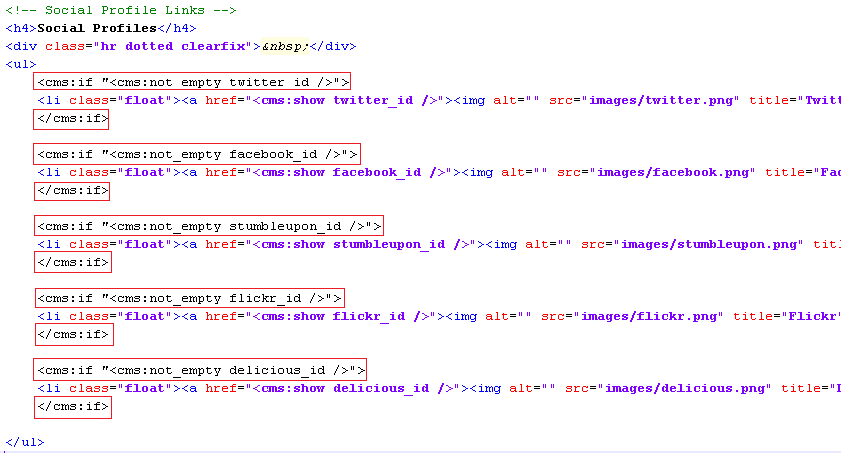 <!-- Social Profile Links -->
<h4>Social Profiles</h4>
<div class="hr dotted clearfix">&nbsp;</div>
<ul>
<cms:if "<cms:not_empty twitter_id />">
<li class="float"><a href="<cms:show twitter_id />"><img alt="" src="images/twitter.png" title="Twitt
</cms:if>
<cms:if "<cms:not_empty facebook_id />">
<li class="float"><a href="<cms:show facebook_id />"><img alt="" src="images/facebook.png" title="Fac
</cms:if>
<cms:if "<cms:not_empty stumbleupon_id />">
<li class="float"><a href="<cms:show stumbleupon_id />"><img alt="" src="images/stumbleupon.png" titl
</cms:if>
<cms:if "<cms:not_empty flickr_id />">
<li class="float"><a href="<cms:show flickr_id />"><img alt="" src="images/flickr.png" title="Flickr"
</cms:if>
<cms:if "<cms:not_empty delicious_id />">
<li class="float"><a href="<cms:show delicious_id />"><img alt="" src="images/delicious.png" title="D
</cms:if>
</ul>